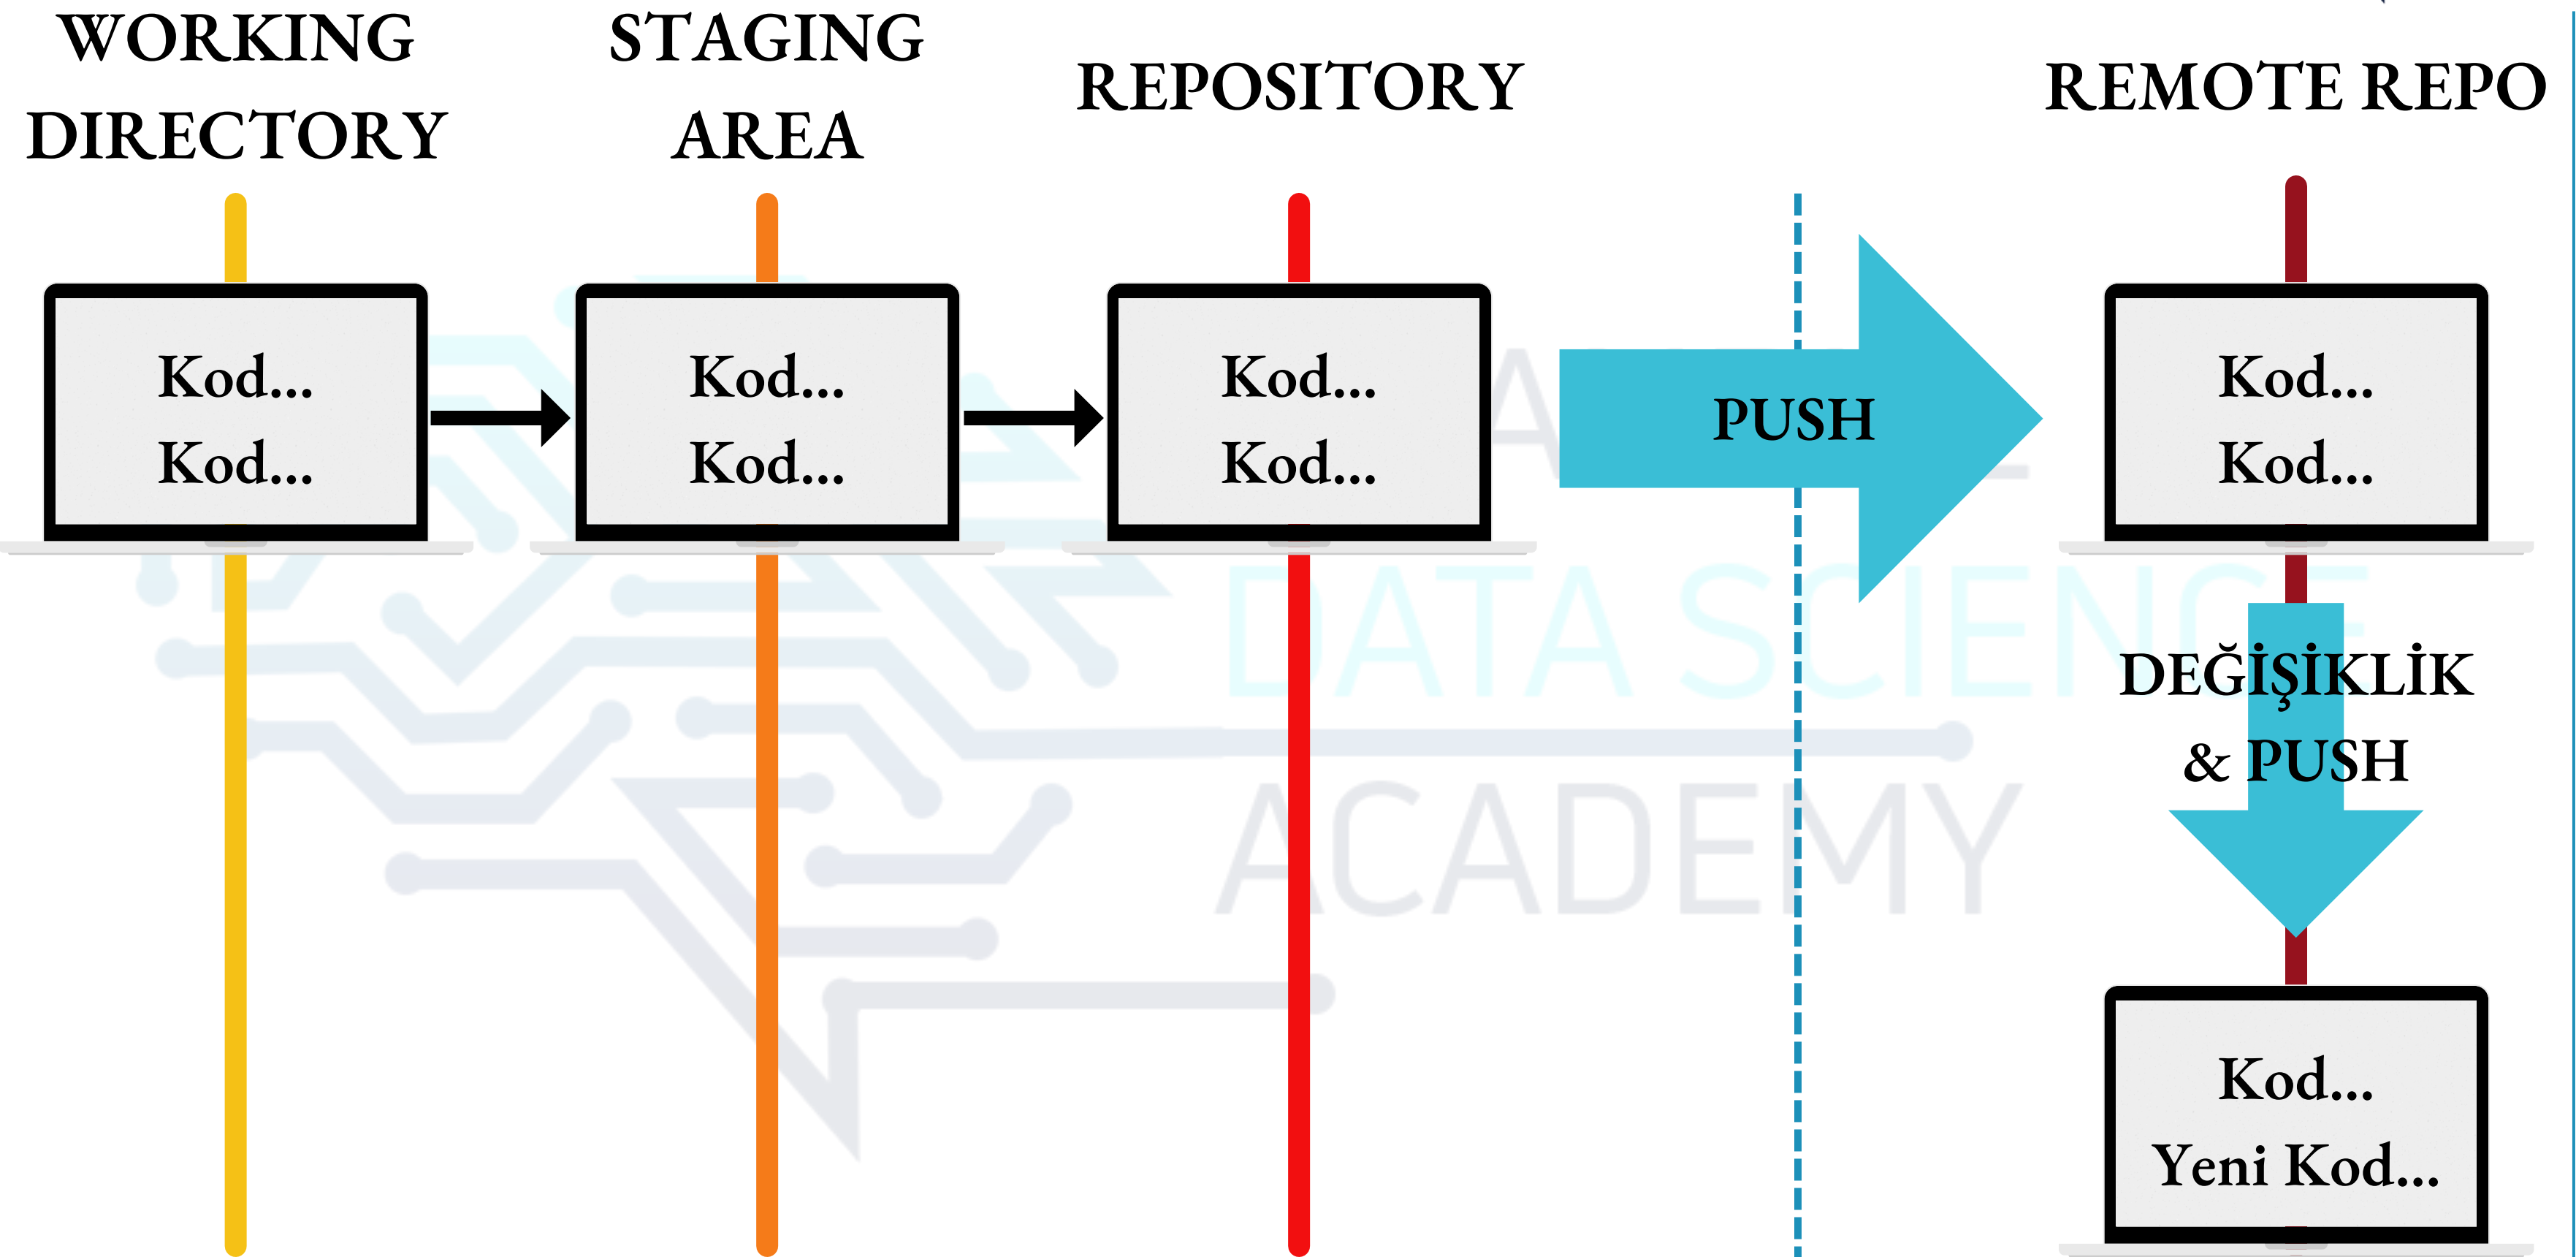 WORKING
DIRECTORY
STAGING
AREA
REPOSITORY
REMOTE REPO
Kod...
Kod...
Kod...
Kod...
Kod...
Kod...
PUSH
Kod...
Kod...
DATA SCIENCE
DEĞİŞİKLİK
& PUSH
ACADEMY
Kod...
Yeni Kod...